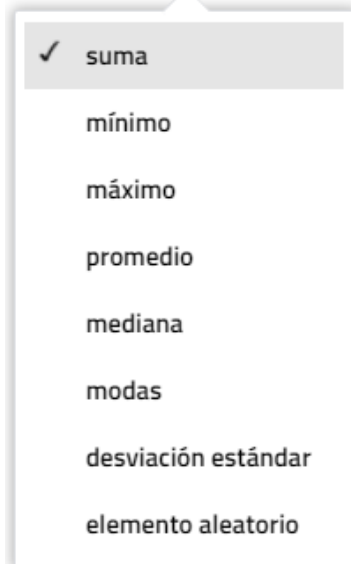 suma
mínimo
máximo
promedio
mediana
modas
desviación estándar
elemento aleatorio